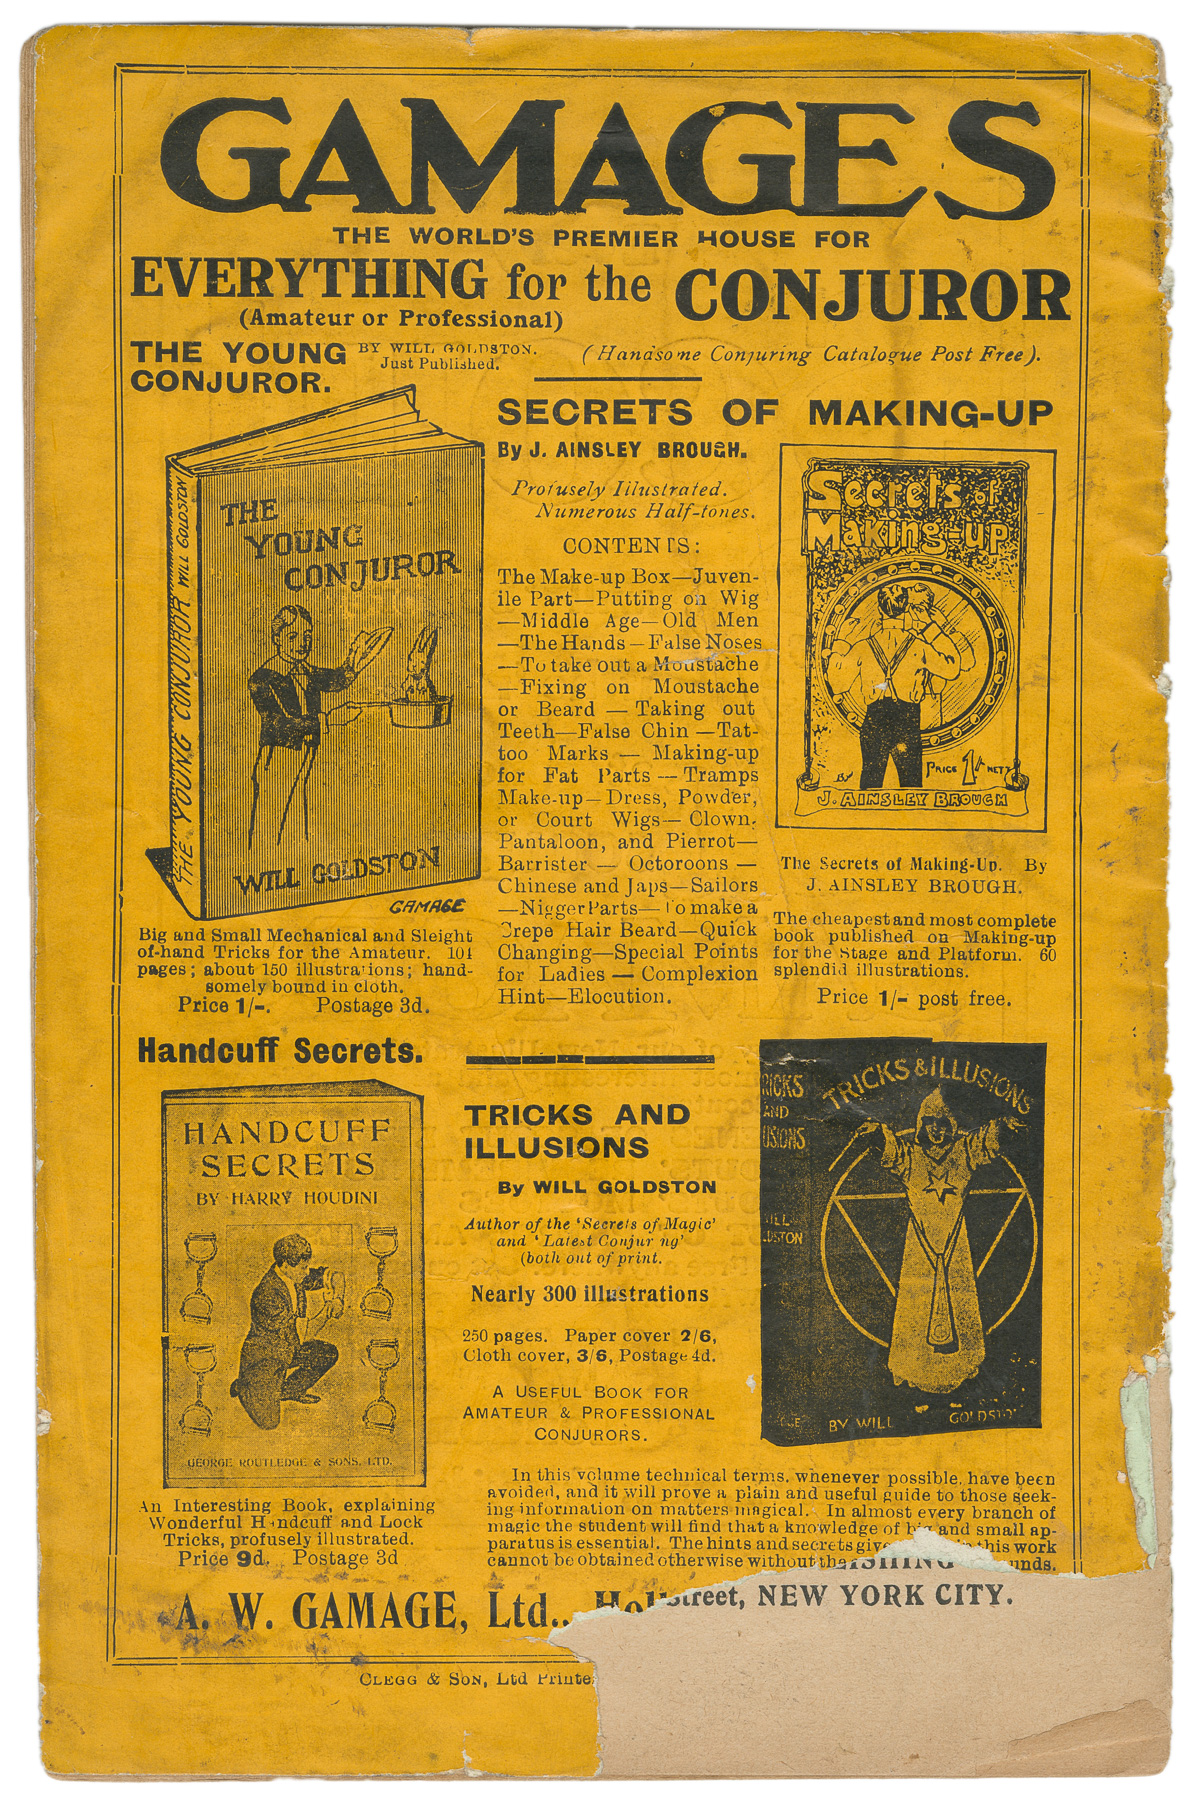 GAMAGES
THE WORLD'S PREMIER HOUSE FOR
EVERYTHING for the CONJUROR
(Amateur or Professional)
THE YOUNG
CONJUROR.
BY WILL GOLDSTON.
Just Published.
(Handsome Conjuring Catalogue Post Free).
THE YOUNG CONJUROR WILL GOLDSTON
THE
YOUNG
CONJUROR
WILL GOLDSTON
GAMAGE
Big and Small Mechanical and Sleight
of-hand Tricks for the Amateur. 104
pages; about 150 illustrations; hand-
somely bound in cloth.
Price 1/-. Postage 3d.
SECRETS OF MAKING-UP
By J. AINSLEY BROUGH.
Profusely Illustrated.
Numerous Half-tones.
CONTENTS:
The Make-up Box—Juven-
ile Part—Putting on Wig
—Middle Age—Old Men
—The Hands—False Noses
—To take out a Moustache
—Fixing on Moustache
or Beard — Taking out
Teeth—False Chin—Tat-
too Marks — Making-up
for Fat Parts — Tramps
Make-up—Dress, Powder,
or Court Wigs—Clown,
Pantaloon, and Pierrot—
Barrister — Octoroons —
Chinese and Japs—Sailors
—Nigger Parts—To make a
Crepe Hair Beard—Quick
Changing—Special Points
for Ladies — Complexion
Hint—Elocution.
Secrets of
Making-up
By
PRICE 1/- NETT
J. AINSLEY BROUGH
The Secrets of Making-Up. By
J. AINSLEY BROUGH.
The cheapest and most complete
book published on Making-up
for the Stage and Platform. 60
splendid illustrations.
Price 1/- post free.
Handcuff Secrets.
HANDCUFF
SECRETS
BY HARRY HOUDINI
GEORGE ROUTLEDGE & SONS, LTD.
An Interesting Book, explaining
Wonderful Handcuff and Lock
Tricks, profusely illustrated.
Price 9d. Postage 3d
TRICKS AND
ILLUSIONS
By WILL GOLDSTON
Author of the 'Secrets of Magic'
and 'Latest Conjuring'
(both out of print.
Nearly 300 illustrations
250 pages. Paper cover 2/6,
Cloth cover, 3/6, Postage 4d.
A USEFUL BOOK FOR
AMATEUR & PROFESSIONAL
CONJURORS.
RICKS
AND
USIONS
ILL
LDSTON
TRICKS & ILLUSIONS
BY WILL GOLDSTON
In this volume technical terms, whenever possible, have been
avoided, and it will prove a plain and useful guide to those seek-
ing information on matters magical. In almost every branch of
magic the student will find that a knowledge of big and small ap-
paratus is essential. The hints and secrets give this work
cannot be obtained otherwise without unds.
ISHING
A. W. GAMAGE, Ltd., Hol
Street, NEW YORK CITY.
CLEGG & SON, Ltd Printe